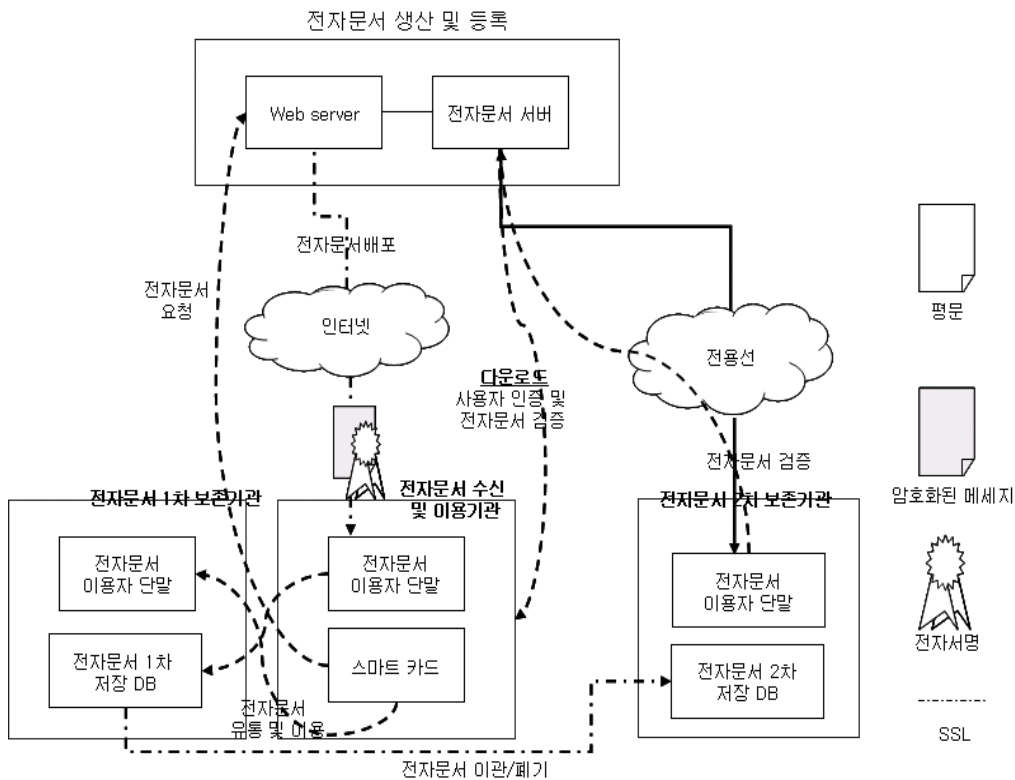 전자문서 생산 및 등록
Web server
전자문서 서버
전자문서배포
전자문서
요청
인터넷
전용선
평문
다운로드
사용자 인증 및
전자문서 검증
전자문서 검증
암호화된 메세지
전자문서 1차 보존기관
전자문서 수신
및 이용기관
전자문서 2차 보존기관
전자문서
이용자 단말
전자문서
이용자 단말
전자문서
이용자 단말
전자서명
전자문서 1차
저장 DB
스마트 카드
전자문서 2차
저장 DB
전자문서
유통 및 이용
SSL
전자문서 이관/폐기